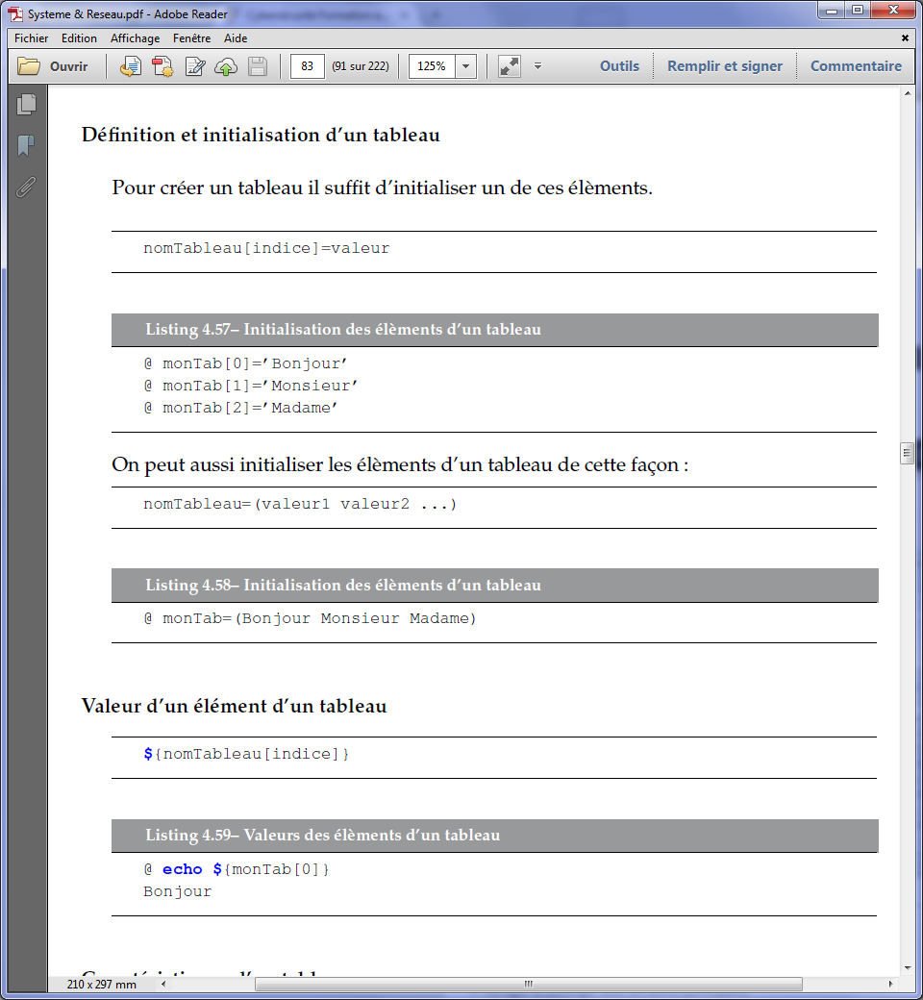 Systeme & Reseau.pdf - Adobe Reader
Fichier Edition Affichage Fenêtre Aide
Ouvrir 83 (91 sur 222) 125% Outils Remplir et signer Commentaire
Définition et initialisation d’un tableau
Pour créer un tableau il suffit d’initialiser un de ces élèments.
nomTableau[indice]=valeur
Listing 4.57– Initialisation des élèments d’un tableau
@ monTab[0]=’Bonjour’
@ monTab[1]=’Monsieur’
@ monTab[2]=’Madame’
On peut aussi initialiser les élèments d’un tableau de cette façon :
nomTableau=(valeur1 valeur2 ...)
Listing 4.58– Initialisation des élèments d’un tableau
@ monTab=(Bonjour Monsieur Madame)
Valeur d’un élément d’un tableau
${nomTableau[indice]}
Listing 4.59– Valeurs des élèments d’un tableau
@ echo ${monTab[0]}
Bonjour
210 x 297 mm